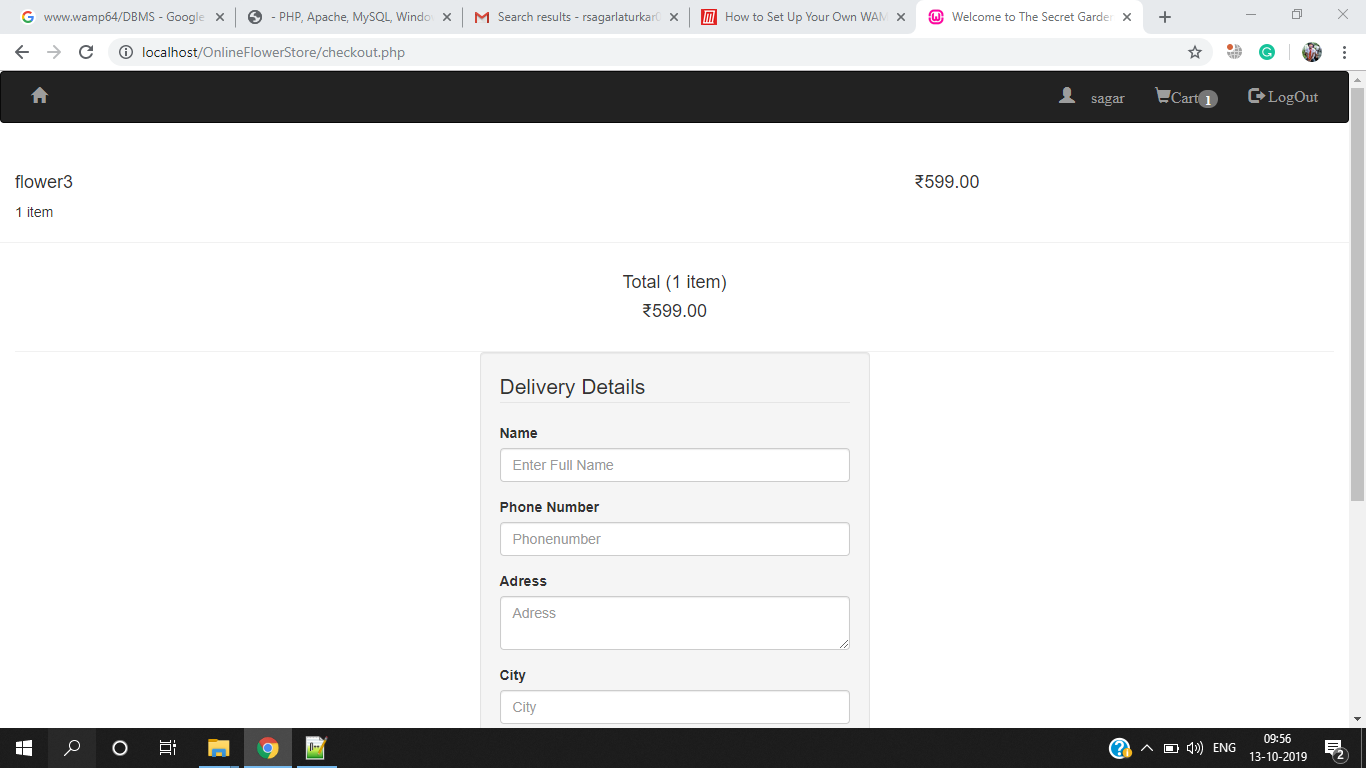 www.wamp64/DBMS - Google
- PHP, Apache, MySQL, Windo
Search results - rsagarlaturkar
How to Set Up Your Own WAM
Welcome to The Secret Garden
localhost/OnlineFlowerStore/checkout.php
sagar
Cart 1
LogOut
flower3
₹599.00
1 item
Total (1 item)
₹599.00
Delivery Details
Name
Enter Full Name
Phone Number
Phonenumber
Adress
Adress
City
City
ENG
09:56
13-10-2019
2